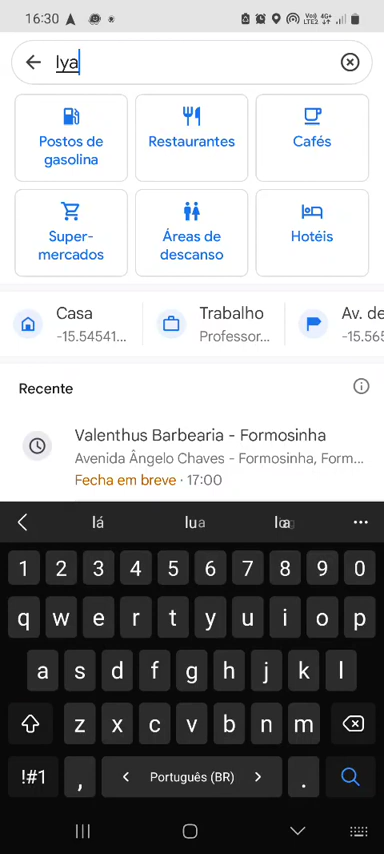 16:30
Vo)) LTE2 4G+
lya
Postos de
gasolina
Restaurantes
Cafés
Super-
mercados
Áreas de
descanso
Hotéis
Casa
-15.54541...
Trabalho
Professor...
Av. de
-15.565
Recente
Valenthus Barbearia - Formosinha
Avenida Ângelo Chaves - Formosinha, Form...
Fecha em breve · 17:00
lá
1 2 3 4 5 6 7 8 9 0
q w e r t y u i o p
a s d f g h j k l
z x c v b n m
!#1 , Português (BR) .